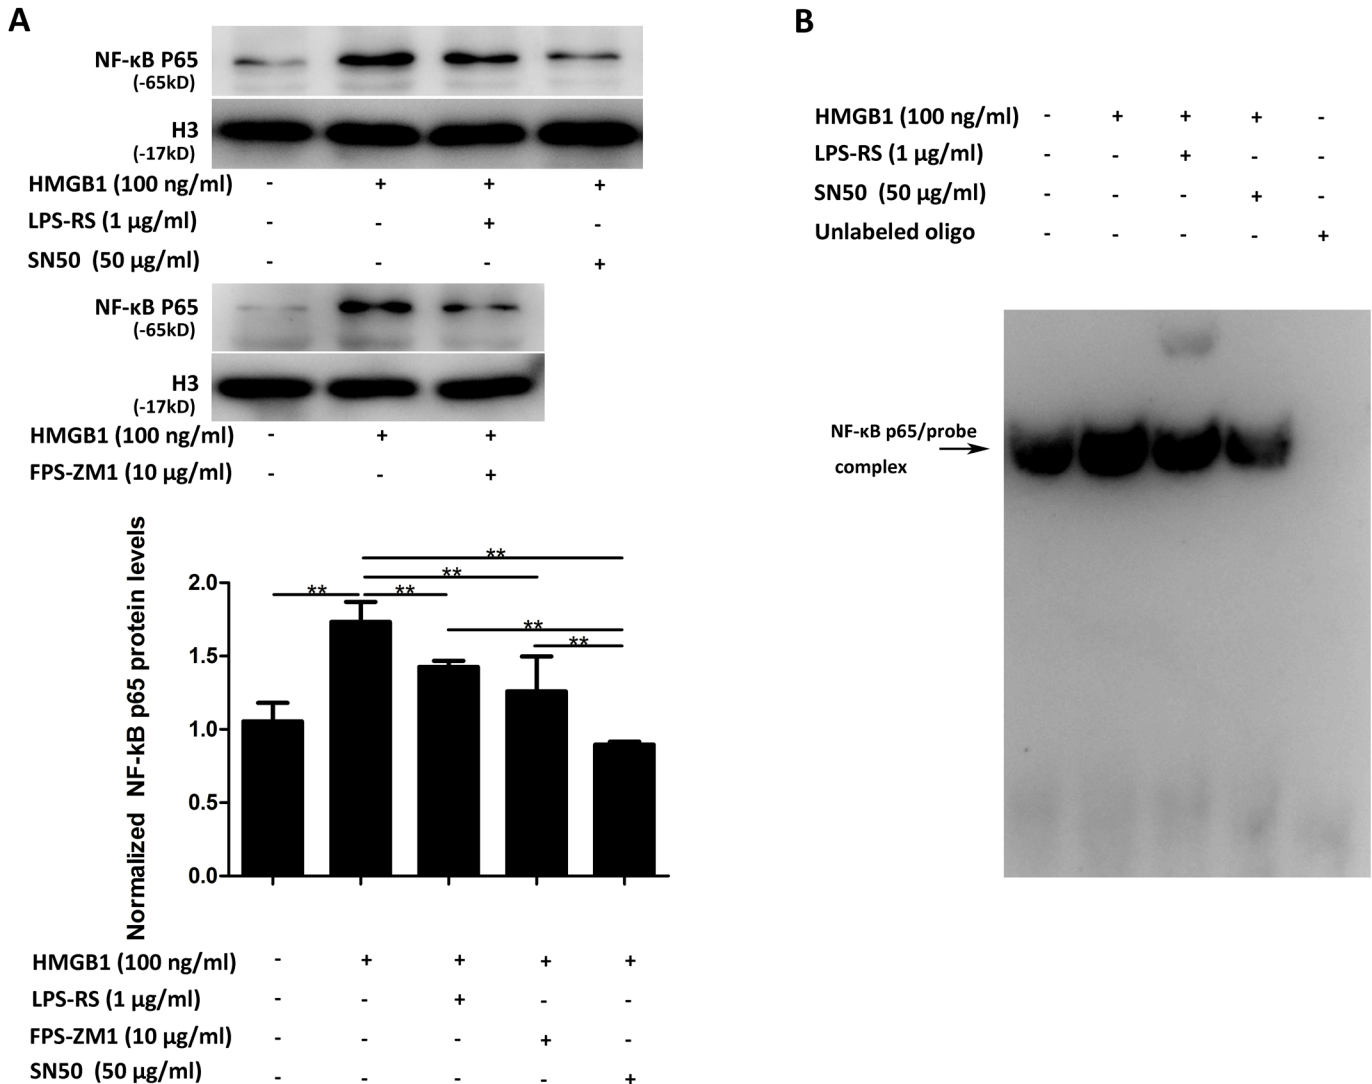 A
NF-κB P65
(-65kD)
H3
(-17kD)
HMGB1 (100 ng/ml) - + + +
LPS-RS (1 μg/ml) - - + -
SN50 (50 μg/ml) - - - +
NF-κB P65
(-65kD)
H3
(-17kD)
HMGB1 (100 ng/ml) - + +
FPS-ZM1 (10 μg/ml) - - +
Normalized NF-kB p65 protein levels
2.0
1.5
1.0
0.5
0.0
**
**
** **
**
**
HMGB1 (100 ng/ml) - + + + +
LPS-RS (1 μg/ml) - - + - -
FPS-ZM1 (10 μg/ml) - - - + -
SN50 (50 μg/ml) - - - - +
B
HMGB1 (100 ng/ml) - + + + -
LPS-RS (1 μg/ml) - - + - -
SN50 (50 μg/ml) - - - + -
Unlabeled oligo - - - - +
NF-κB p65/probe
complex